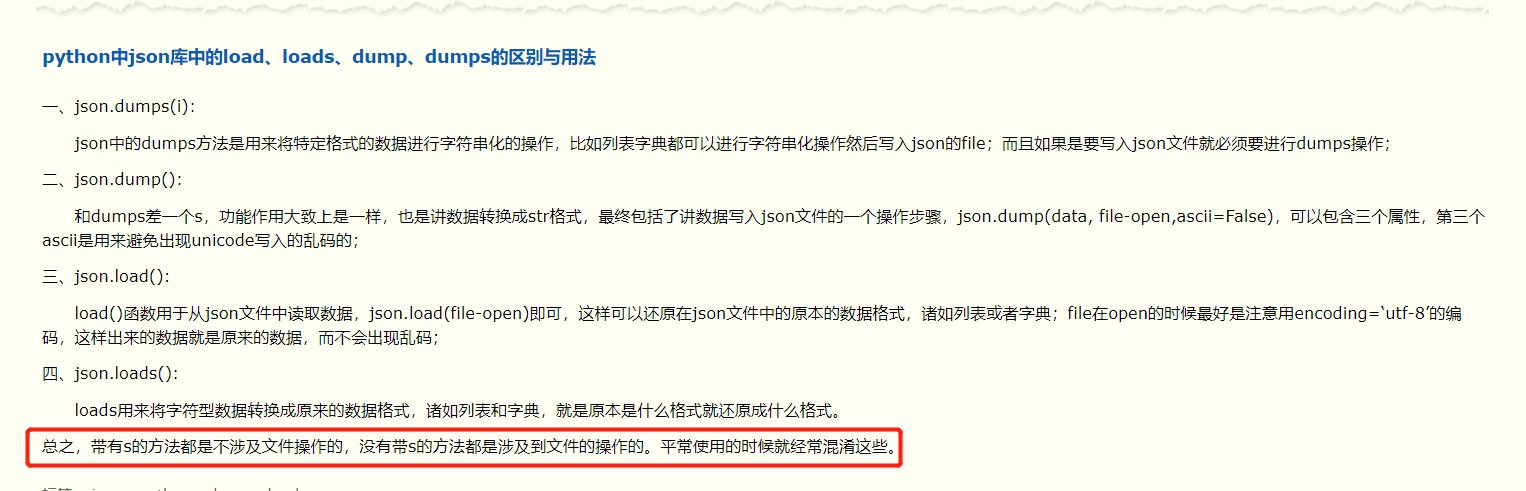 python中json库中的load、loads、dump、dumps的区别与用法
一、json.dumps(i)：
json中的dumps方法是用来将特定格式的数据进行字符串化的操作，比如列表字典都可以进行字符串化操作然后写入json的file；而且如果是要写入json文件就必须要进行dumps操作；
二、json.dump()：
和dumps差一个s，功能作用大致上是一样，也是讲数据转换成str格式，最终包括了讲数据写入json文件的一个操作步骤，json.dump(data, file-open,ascii=False)，可以包含三个属性，第三个
ascii是用来避免出现unicode写入的乱码的；
三、json.load()：
load()函数用于从json文件中读取数据，json.load(file-open)即可，这样可以还原在json文件中的原本的数据格式，诸如列表或者字典；file在open的时候最好是注意用encoding=‘utf-8’的编
码，这样出来的数据就是原来的数据，而不会出现乱码；
四、json.loads()：
loads用来将字符型数据转换成原来的数据格式，诸如列表和字典，就是原本是什么格式就还原成什么格式。
总之，带有s的方法都是不涉及文件操作的，没有带s的方法都是涉及到文件的操作的。平常使用的时候就经常混淆这些。